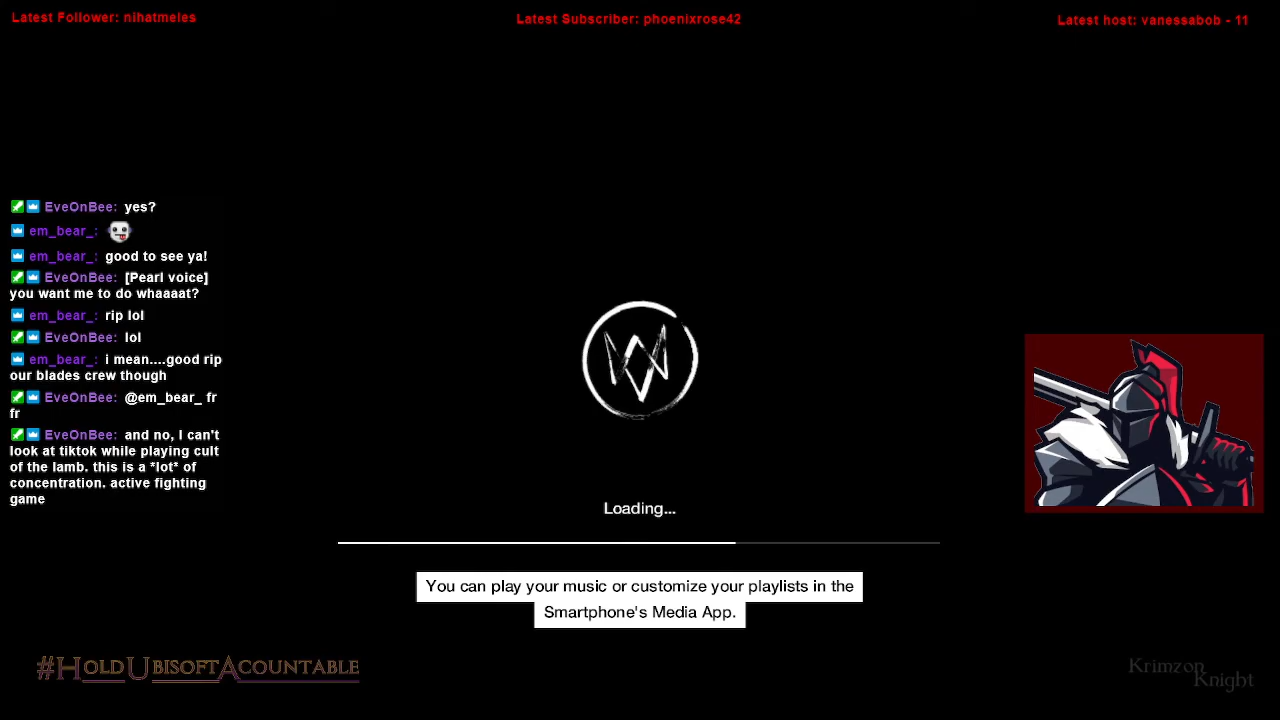 Latest Follower: nihatmeles
Latest Subscriber: phoenixrose42
Latest host: vanessabob - 11
EveOnBee: yes?
em_bear_:
em_bear_: good to see ya!
EveOnBee: [Pearl voice]
you want me to do whaaaat?
em_bear_: rip lol
EveOnBee: lol
em_bear_: i mean....good rip
our blades crew though
EveOnBee: @em_bear_ fr
fr
EveOnBee: and no, I can't
look at tiktok while playing cult
of the lamb. this is a *lot* of
concentration. active fighting
game
Loading...
You can play your music or customize your playlists in the
Smartphone's Media App.
#HoldUbisoftAcountable
Krimzon
Knight